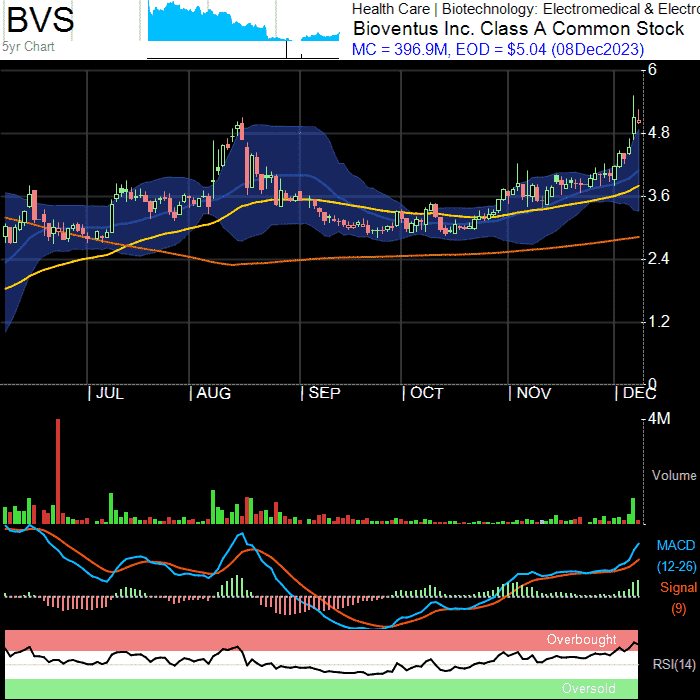 BVS
5yr Chart
Health Care | Biotechnology: Electromedical & Electro
Bioventus Inc. Class A Common Stock
MC = 396.9M, EOD = $5.04 (08Dec2023)
6
4.8
3.6
2.4
1.2
0
| JUL | AUG | SEP | OCT | NOV | DEC
4M
Volume
MACD
(12-26)
Signal
(9)
Overbought
RSI(14)
Oversold